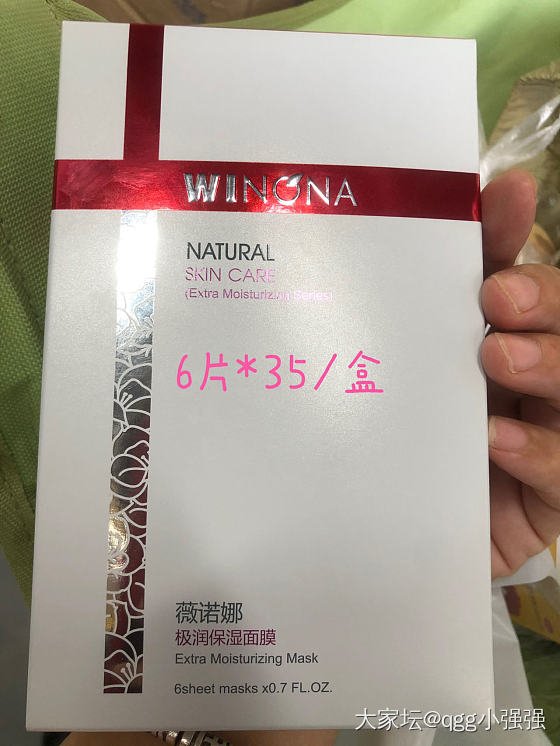 WINONA
NATURAL
SKIN CARE
(Extra Moisturizing Series)
6片*35/盒
薇诺娜
极润保湿面膜
Extra Moisturizing Mask
6sheet masks x0.7 FL.OZ.
大家坛@qgg小强强